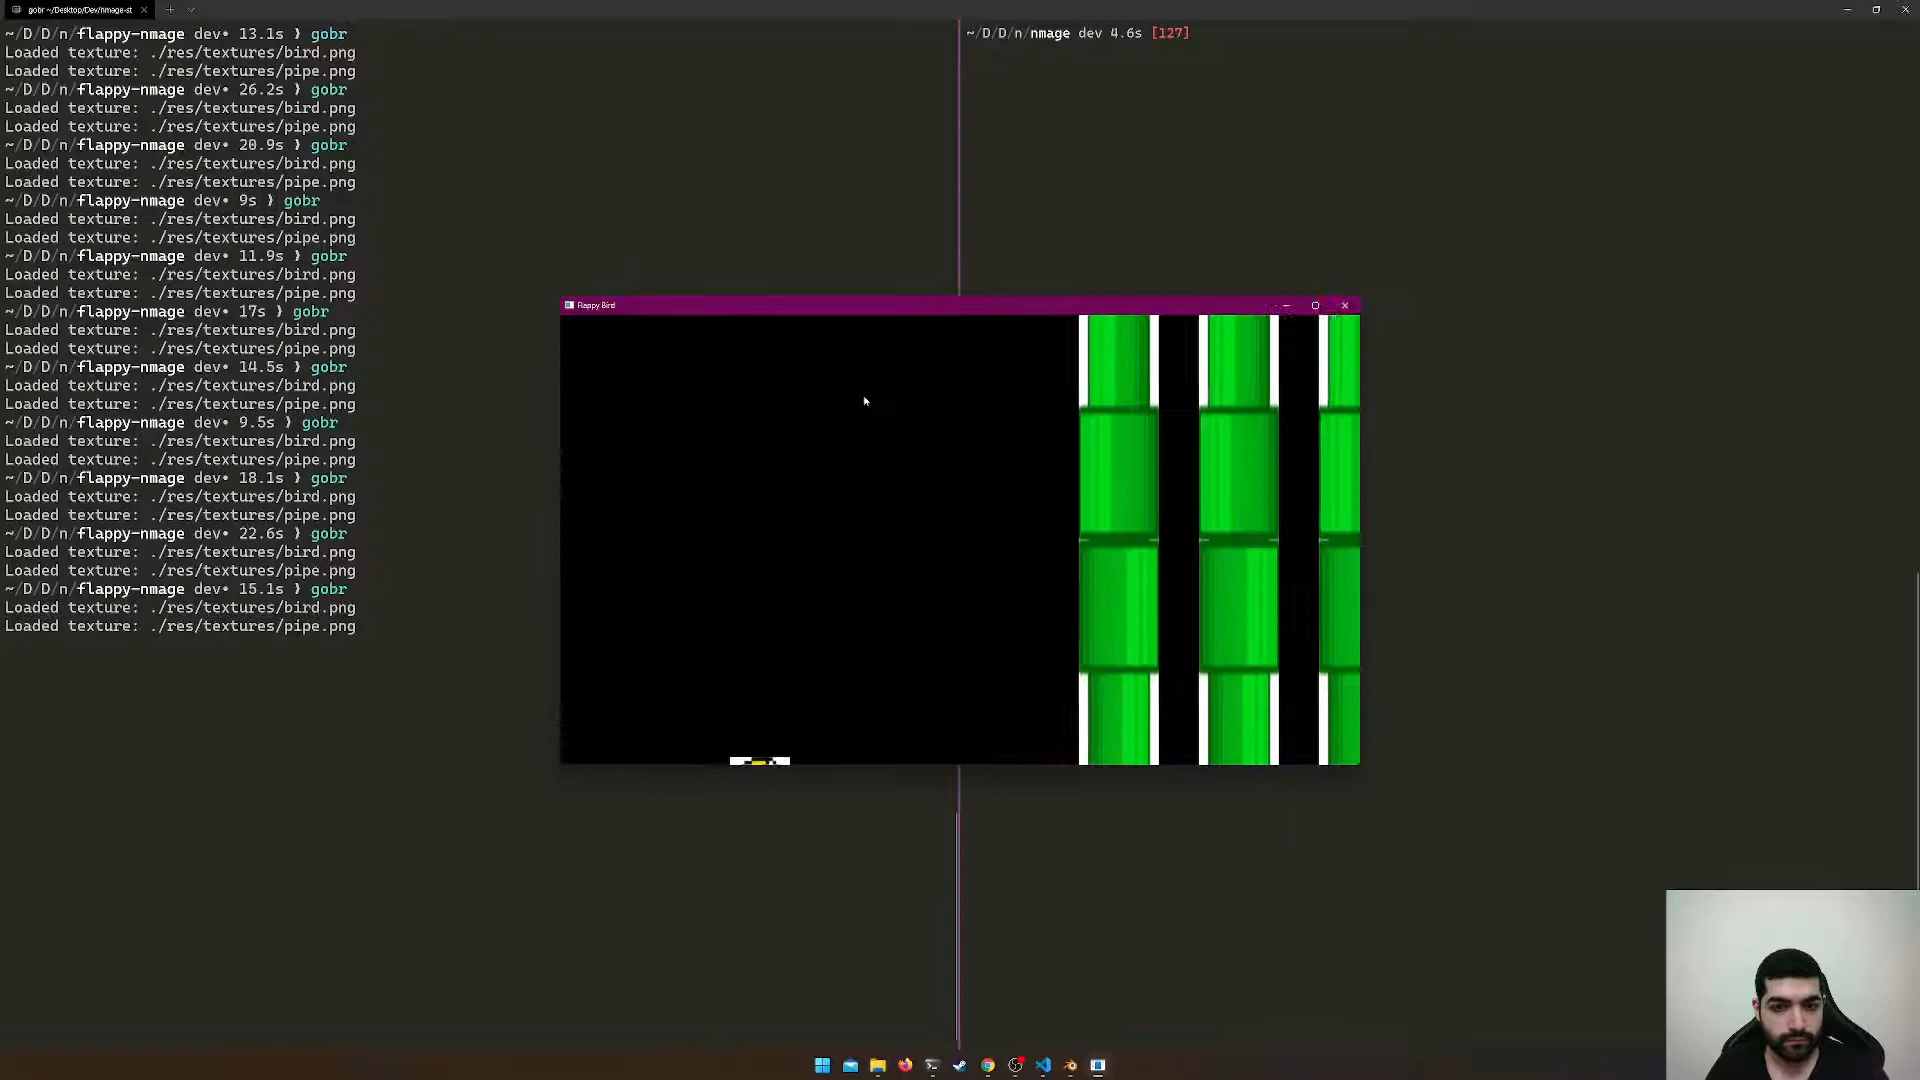 gobr ~/Desktop/Dev/nmage-st
~/D/D/n/flappy-nmage dev• 13.1s ❫ gobr
Loaded texture: ./res/textures/bird.png
Loaded texture: ./res/textures/pipe.png
~/D/D/n/flappy-nmage dev• 26.2s ❫ gobr
Loaded texture: ./res/textures/bird.png
Loaded texture: ./res/textures/pipe.png
~/D/D/n/flappy-nmage dev• 20.9s ❫ gobr
Loaded texture: ./res/textures/bird.png
Loaded texture: ./res/textures/pipe.png
~/D/D/n/flappy-nmage dev• 9s ❫ gobr
Loaded texture: ./res/textures/bird.png
Loaded texture: ./res/textures/pipe.png
~/D/D/n/flappy-nmage dev• 11.9s ❫ gobr
Loaded texture: ./res/textures/bird.png
Loaded texture: ./res/textures/pipe.png
~/D/D/n/flappy-nmage dev• 17s ❫ gobr
Loaded texture: ./res/textures/bird.png
Loaded texture: ./res/textures/pipe.png
~/D/D/n/flappy-nmage dev• 14.5s ❫ gobr
Loaded texture: ./res/textures/bird.png
Loaded texture: ./res/textures/pipe.png
~/D/D/n/flappy-nmage dev• 9.5s ❫ gobr
Loaded texture: ./res/textures/bird.png
Loaded texture: ./res/textures/pipe.png
~/D/D/n/flappy-nmage dev• 18.1s ❫ gobr
Loaded texture: ./res/textures/bird.png
Loaded texture: ./res/textures/pipe.png
~/D/D/n/flappy-nmage dev• 22.6s ❫ gobr
Loaded texture: ./res/textures/bird.png
Loaded texture: ./res/textures/pipe.png
~/D/D/n/flappy-nmage dev• 15.1s ❫ gobr
Loaded texture: ./res/textures/bird.png
Loaded texture: ./res/textures/pipe.png
~/D/D/n/nmage dev 4.6s [127]
Flappy Bird